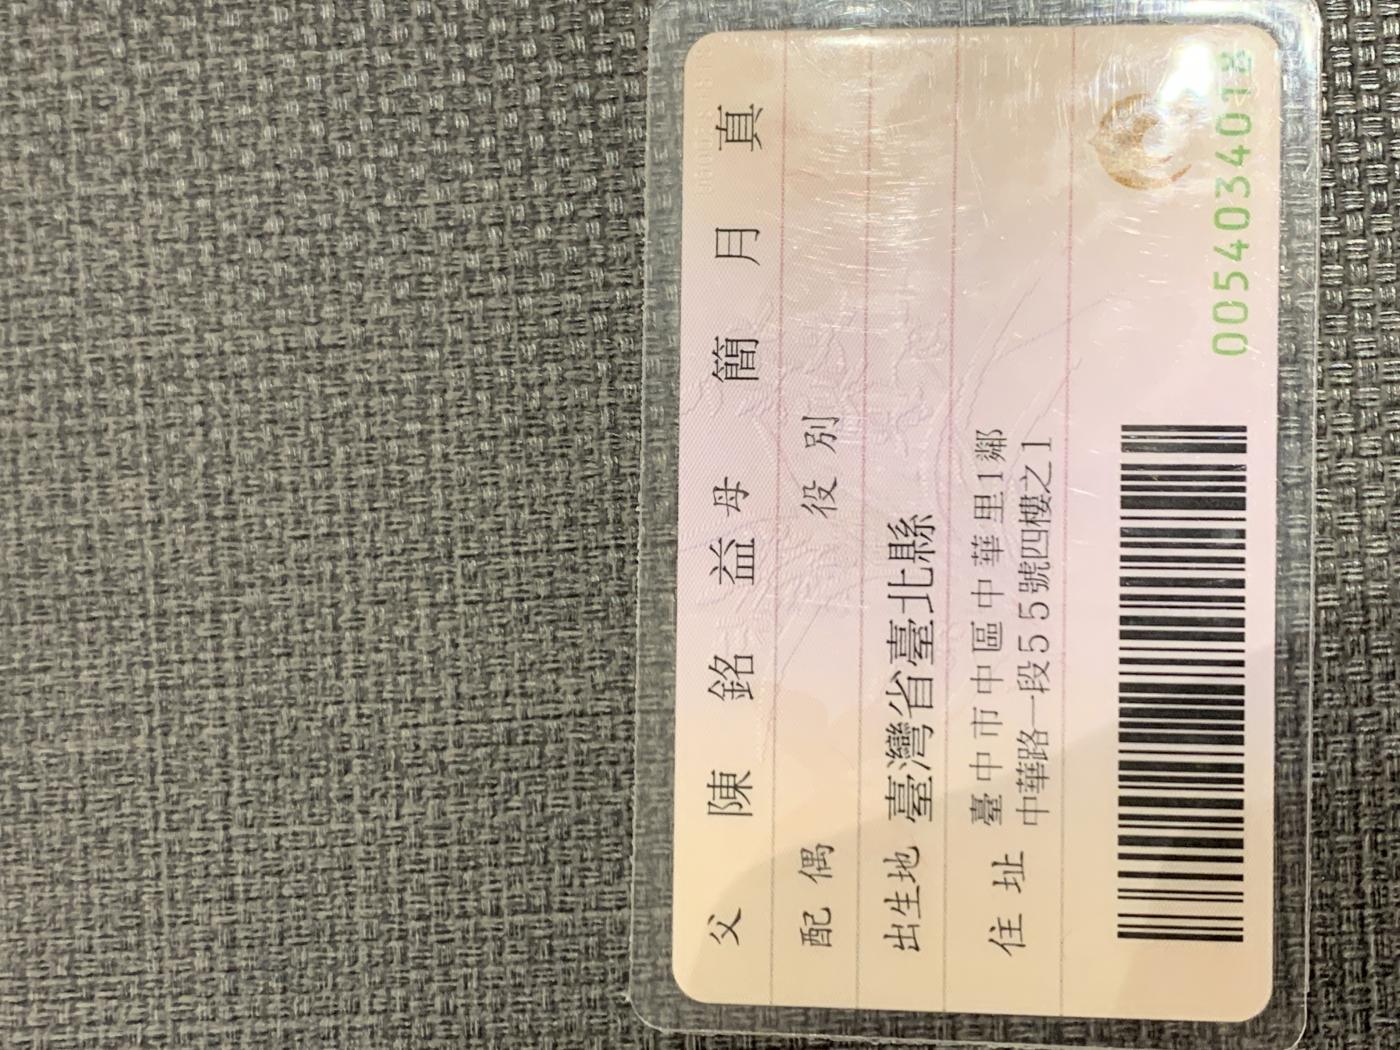 父 陳銘益 母 簡月真
配偶 役別
出生地 臺灣省臺北縣
住址 臺中市中區中華里1鄰
中華路一段55號四樓之1